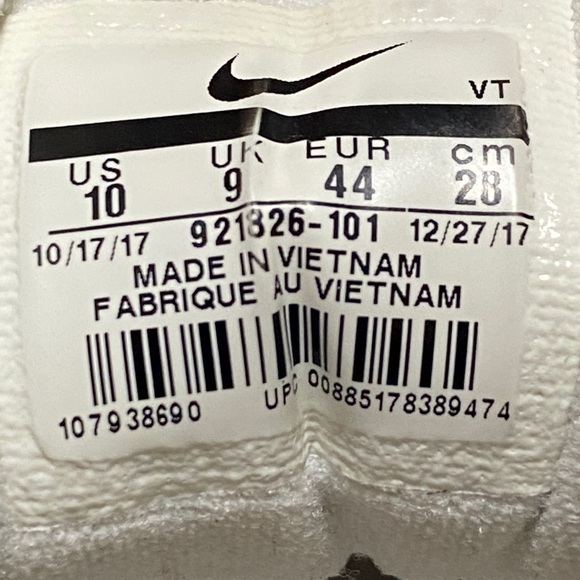 VT
US UK EUR cm
10 9 44 28
10/17/17 921826-101 12/27/17
MADE IN VIETNAM
FABRIQUE AU VIETNAM
107938690 UPC 00885178389474